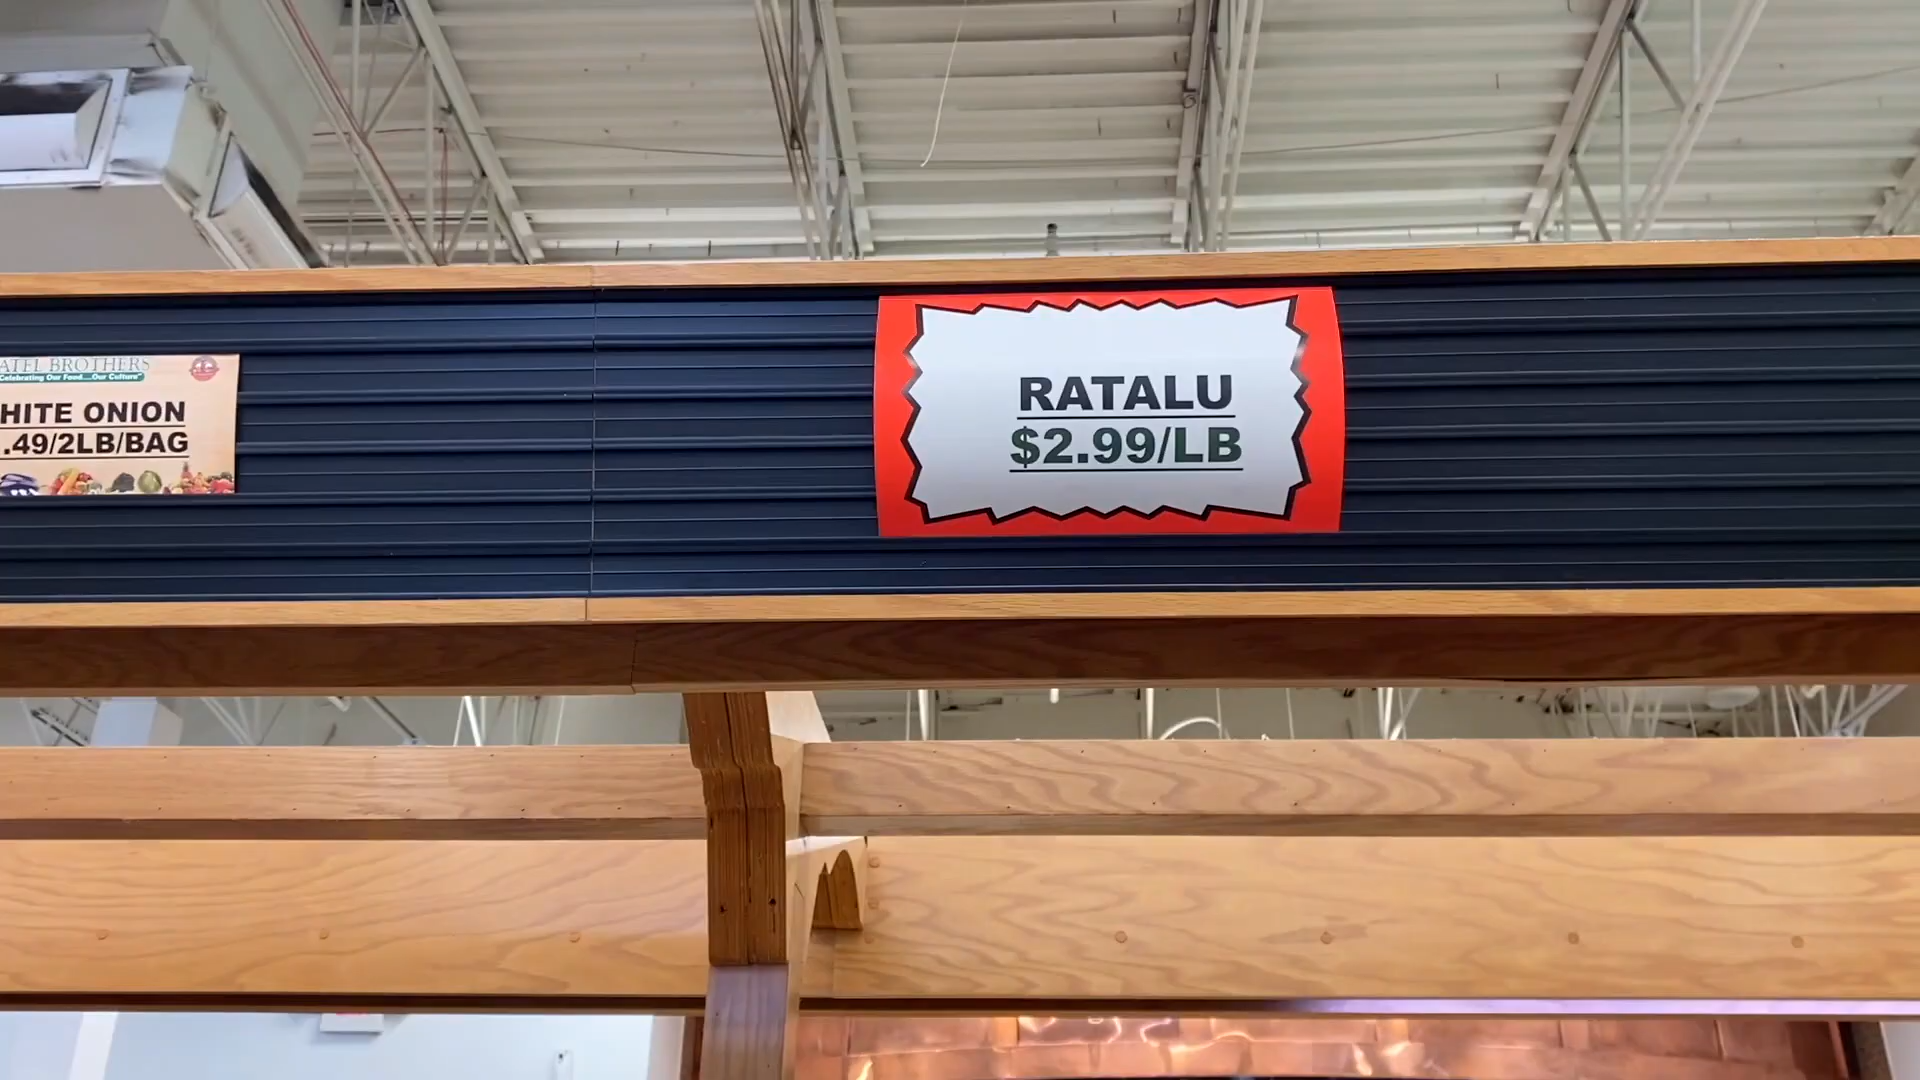 ATEL BROTHERS
Celebrating Our Food...Our Culture"
HITE ONION
.49/2LB/BAG
RATALU
$2.99/LB